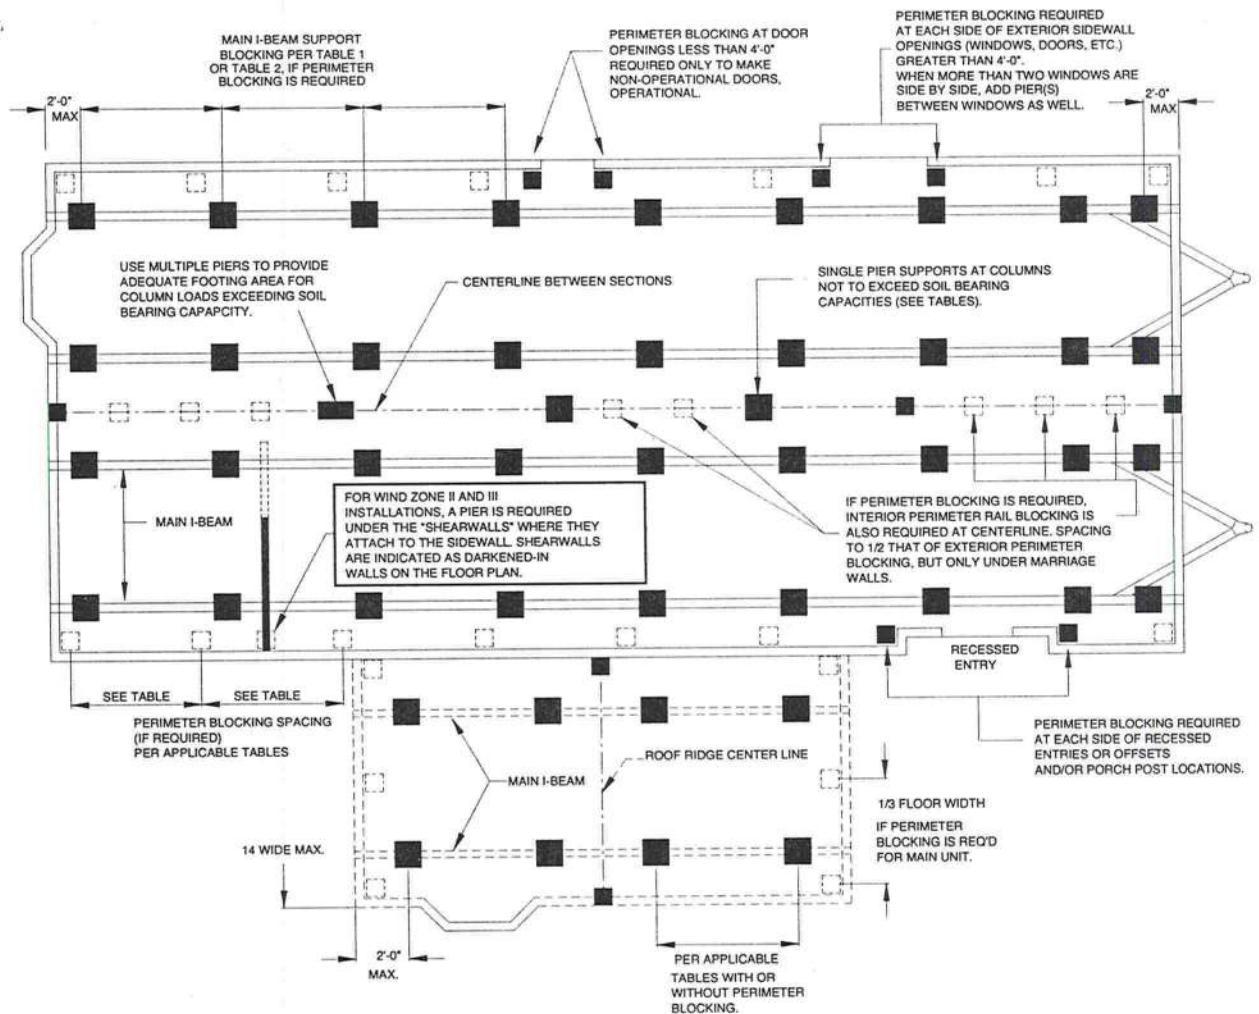 MAIN I-BEAM SUPPORT
BLOCKING PER TABLE 1
OR TABLE 2, IF PERIMETER
BLOCKING IS REQUIRED
PERIMETER BLOCKING AT DOOR
OPENINGS LESS THAN 4'-0"
REQUIRED ONLY TO MAKE
NON-OPERATIONAL DOORS,
OPERATIONAL.
PERIMETER BLOCKING REQUIRED
AT EACH SIDE OF EXTERIOR SIDEWALL
OPENINGS (WINDOWS, DOORS, ETC.)
GREATER THAN 4'-0".
WHEN MORE THAN TWO WINDOWS ARE
SIDE BY SIDE, ADD PIER(S)
BETWEEN WINDOWS AS WELL.
2'-0"
MAX
2'-0"
MAX
USE MULTIPLE PIERS TO PROVIDE
ADEQUATE FOOTING AREA FOR
COLUMN LOADS EXCEEDING SOIL
BEARING CAPAPCITY.
CENTERLINE BETWEEN SECTIONS
SINGLE PIER SUPPORTS AT COLUMNS
NOT TO EXCEED SOIL BEARING
CAPACITIES (SEE TABLES).
MAIN I-BEAM
FOR WIND ZONE II AND III
INSTALLATIONS, A PIER IS REQUIRED
UNDER THE "SHEARWALLS" WHERE THEY
ATTACH TO THE SIDEWALL. SHEARWALLS
ARE INDICATED AS DARKENED-IN
WALLS ON THE FLOOR PLAN.
IF PERIMETER BLOCKING IS REQUIRED,
INTERIOR PERIMETER RAIL BLOCKING IS
ALSO REQUIRED AT CENTERLINE. SPACING
TO 1/2 THAT OF EXTERIOR PERIMETER
BLOCKING, BUT ONLY UNDER MARRIAGE
WALLS.
RECESSED
ENTRY
SEE TABLE
SEE TABLE
PERIMETER BLOCKING SPACING
(IF REQUIRED)
PER APPLICABLE TABLES
PERIMETER BLOCKING REQUIRED
AT EACH SIDE OF RECESSED
ENTRIES OR OFFSETS
AND/OR PORCH POST LOCATIONS.
ROOF RIDGE CENTER LINE
MAIN I-BEAM
1/3 FLOOR WIDTH
IF PERIMETER
BLOCKING IS REQ'D
FOR MAIN UNIT.
14 WIDE MAX.
2'-0"
MAX.
PER APPLICABLE
TABLES WITH OR
WITHOUT PERIMETER
BLOCKING.